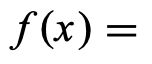 f(x) =